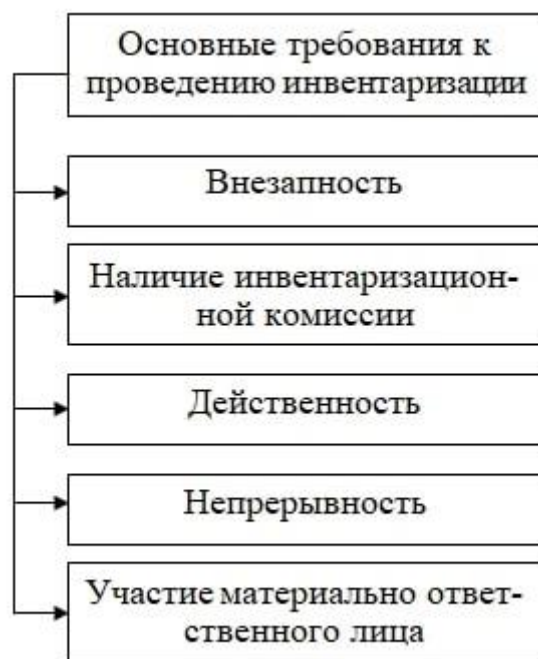 Основные требования к
проведению инвентаризации
Внезапность
Наличие инвентаризацион-
ной комиссии
Действенность
Непрерывность
Участие материально ответ-
ственного лица